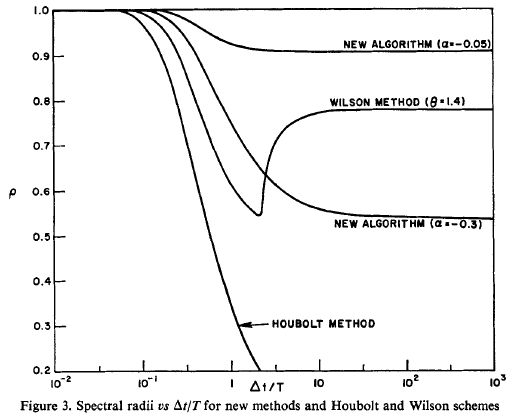 1.0
NEW ALGORITHM (α=-0.05)
0.9
0.8
WILSON METHOD (θ=1.4)
0.7
ρ
0.6
NEW ALGORITHM (α=-0.3)
0.5
0.4
0.3
HOUBOLT METHOD
0.2
10⁻² 10⁻¹ 1 Δt/T 10 10² 10³
Figure 3. Spectral radii vs Δt/T for new methods and Houbolt and Wilson schemes